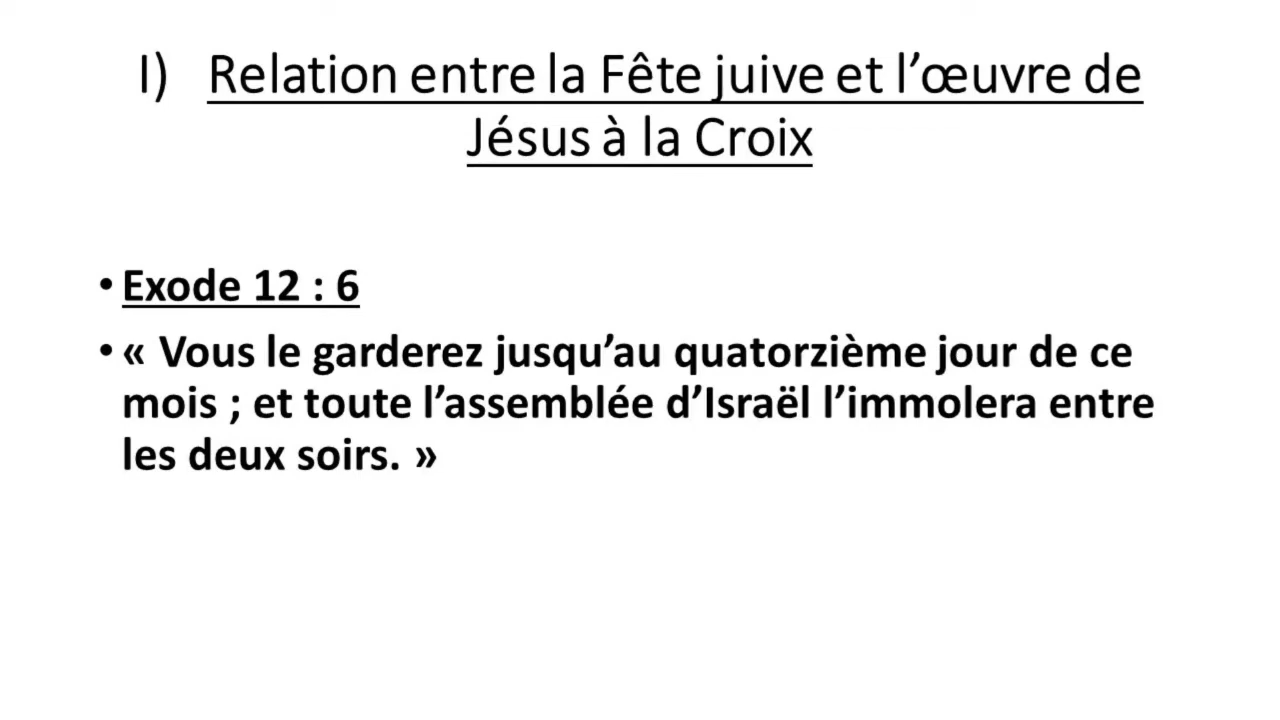 I) Relation entre la Fête juive et l’œuvre de
Jésus à la Croix
• Exode 12 : 6
• « Vous le garderez jusqu’au quatorzième jour de ce
mois ; et toute l’assemblée d’Israël l’immolera entre
les deux soirs. »